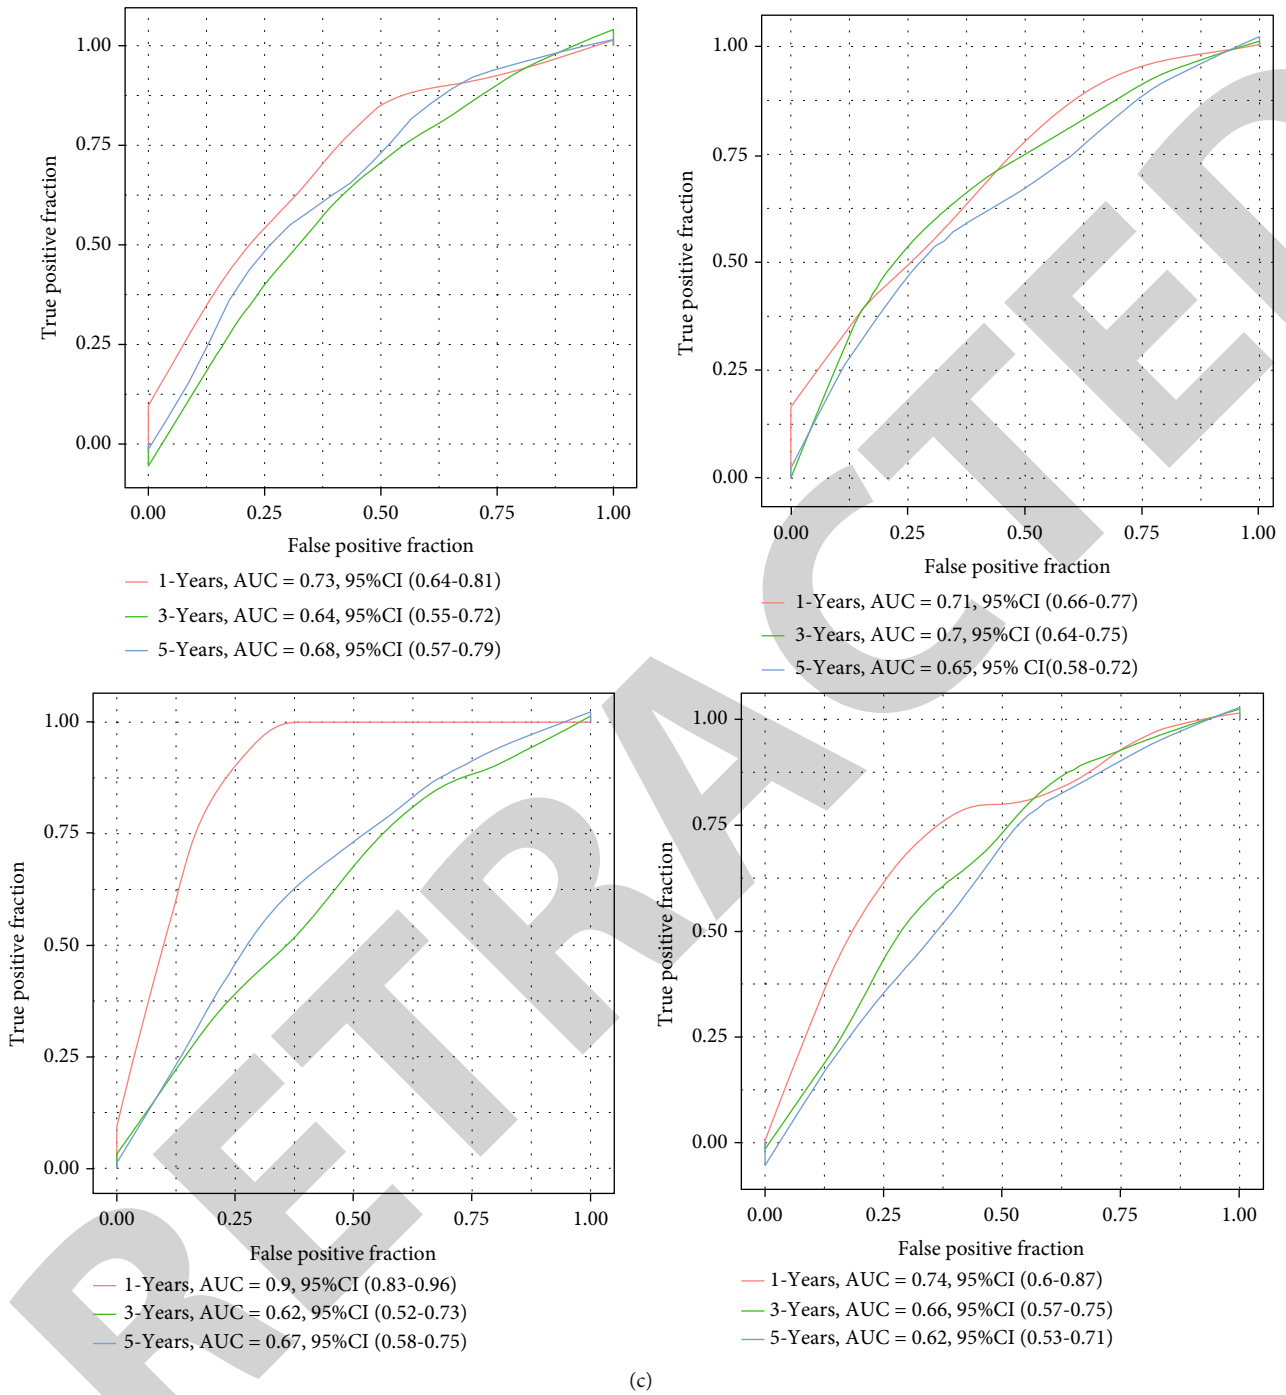 1.00
0.75
0.50
0.25
0.00
True positive fraction
0.00 0.25 0.50 0.75 1.00
False positive fraction
1-Years, AUC = 0.73, 95%CI (0.64-0.81)
3-Years, AUC = 0.64, 95%CI (0.55-0.72)
5-Years, AUC = 0.68, 95%CI (0.57-0.79)
1.00
0.75
0.50
0.25
0.00
True positive fraction
0.00 0.25 0.50 0.75 1.00
False positive fraction
1-Years, AUC = 0.71, 95%CI (0.66-0.77)
3-Years, AUC = 0.7, 95%CI (0.64-0.75)
5-Years, AUC = 0.65, 95% CI(0.58-0.72)
1.00
0.75
0.50
0.25
0.00
True positive fraction
0.00 0.25 0.50 0.75 1.00
False positive fraction
1-Years, AUC = 0.9, 95%CI (0.83-0.96)
3-Years, AUC = 0.62, 95%CI (0.52-0.73)
5-Years, AUC = 0.67, 95%CI (0.58-0.75)
1.00
0.75
0.50
0.25
0.00
True positive fraction
0.00 0.25 0.50 0.75 1.00
False positive fraction
1-Years, AUC = 0.74, 95%CI (0.6-0.87)
3-Years, AUC = 0.66, 95%CI (0.57-0.75)
5-Years, AUC = 0.62, 95%CI (0.53-0.71)
(c)
RETRACTED